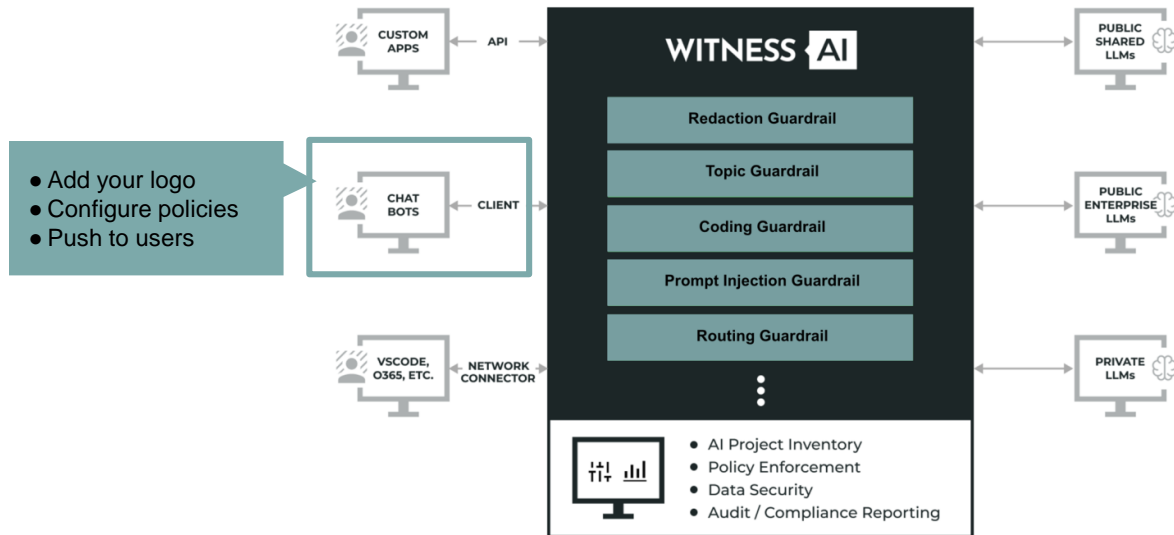 CUSTOM
APPS
API
WITNESS AI
PUBLIC
SHARED
LLMs
Redaction Guardrail
Topic Guardrail
● Add your logo
● Configure policies
● Push to users
CHAT
BOTS
CLIENT
Coding Guardrail
PUBLIC
ENTERPRISE
LLMs
Prompt Injection Guardrail
Routing Guardrail
VSCODE,
O365, ETC.
NETWORK
CONNECTOR
PRIVATE
LLMs
● AI Project Inventory
● Policy Enforcement
● Data Security
● Audit / Compliance Reporting